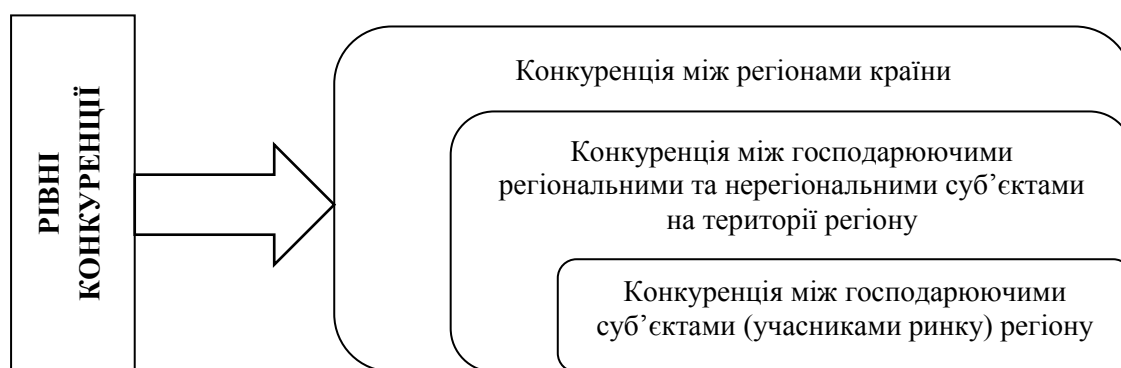 РІВНІ
КОНКУРЕНЦІЇ
Конкуренція між регіонами країни
Конкуренція між господарюючими
регіональними та нерегіональними суб’єктами
на території регіону
Конкуренція між господарюючими
суб’єктами (учасниками ринку) регіону